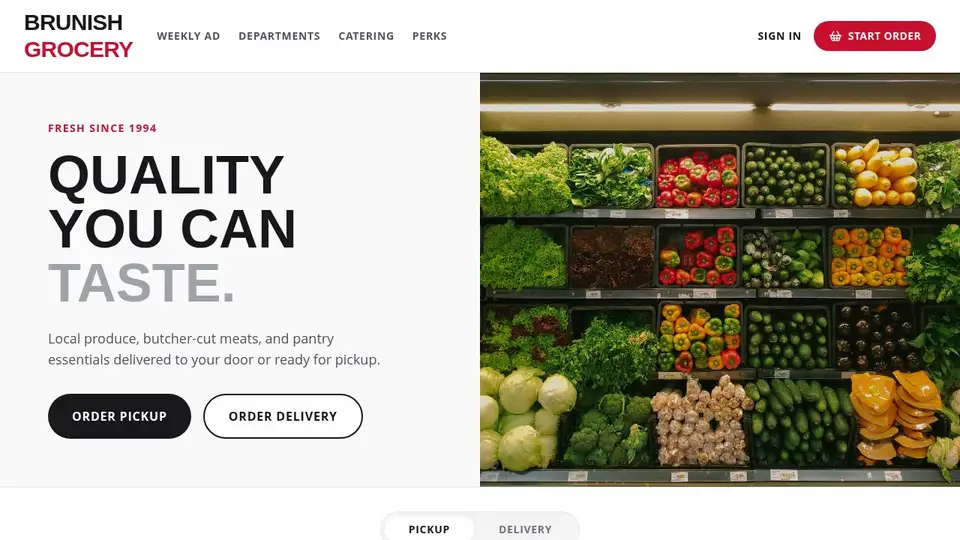 BRUNISH
GROCERY
WEEKLY AD
DEPARTMENTS
CATERING
PERKS
SIGN IN
START ORDER
FRESH SINCE 1994
QUALITY
YOU CAN
TASTE.
Local produce, butcher-cut meats, and pantry
essentials delivered to your door or ready for pickup.
ORDER PICKUP
ORDER DELIVERY
PICKUP
DELIVERY